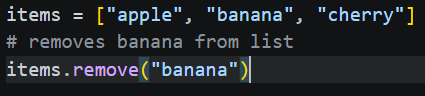 items = ["apple", "banana", "cherry"]
# removes banana from list
items.remove("banana")